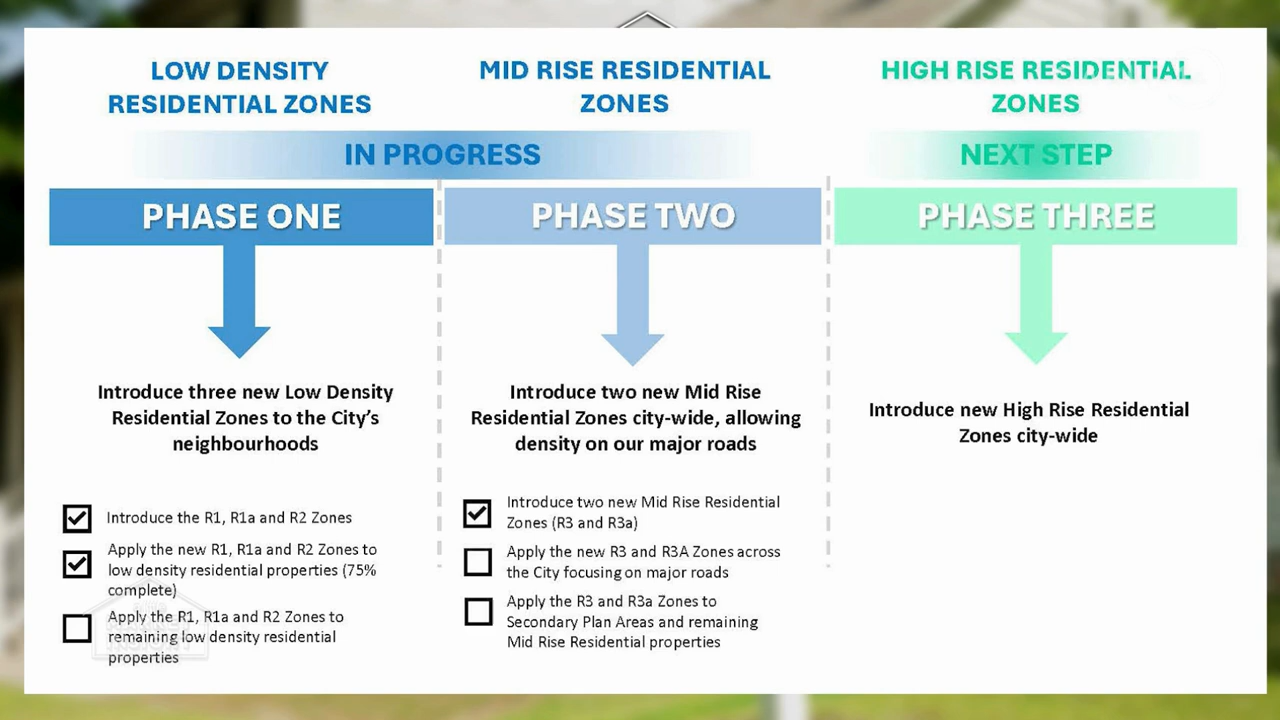 LOW DENSITY
RESIDENTIAL ZONES
MID RISE RESIDENTIAL
ZONES
HIGH RISE RESIDENTIAL
ZONES
IN PROGRESS
NEXT STEP
PHASE ONE
PHASE TWO
PHASE THREE
Introduce three new Low Density
Residential Zones to the City's
neighbourhoods
Introduce the R1, R1a and R2 Zones
Apply the new R1, R1a and R2 Zones to
low density residential properties (75%
complete)
Apply the R1, R1a and R2 Zones to
remaining low density residential
properties
Introduce two new Mid Rise
Residential Zones city-wide, allowing
density on our major roads
Introduce two new Mid Rise Residential
Zones (R3 and R3a)
Apply the new R3 and R3A Zones across
the City focusing on major roads
Apply the R3 and R3a Zones to
Secondary Plan Areas and remaining
Mid Rise Residential properties
Introduce new High Rise Residential
Zones city-wide